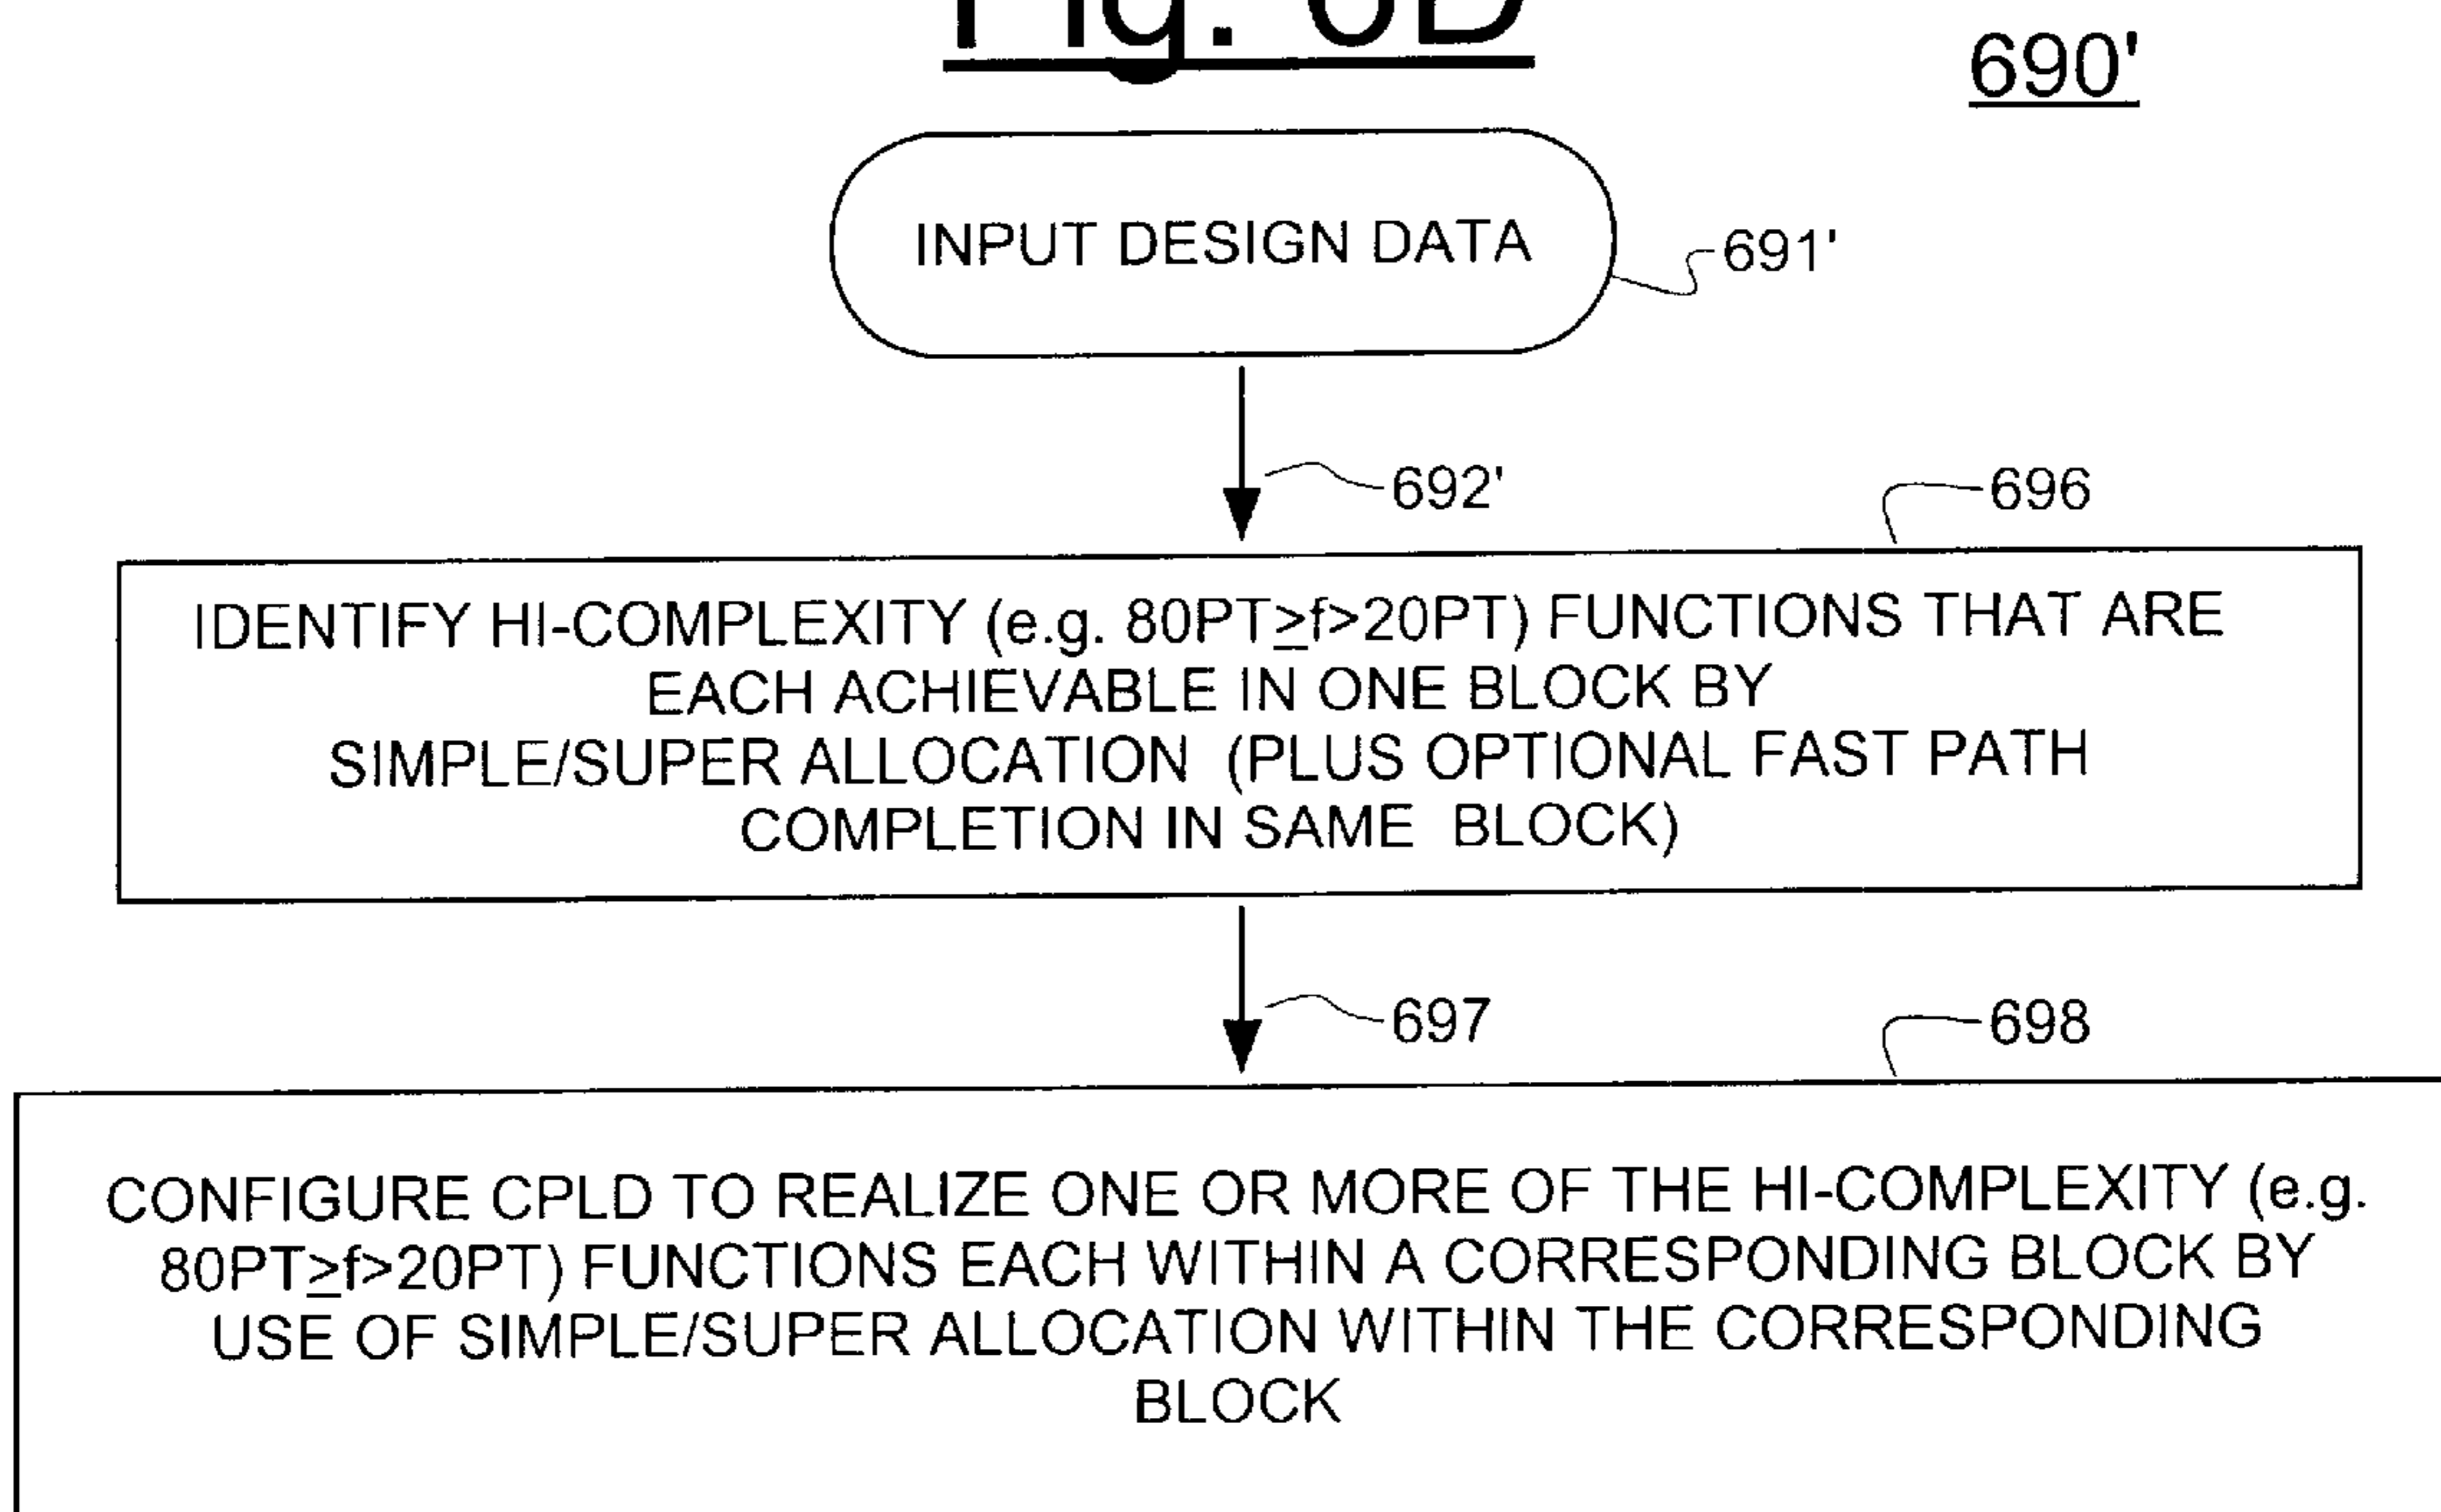 Fig.
690'
INPUT DESIGN DATA
691'
692'
696
IDENTIFY HI-COMPLEXITY (e.g. 80PT≥f>20PT) FUNCTIONS THAT ARE
EACH ACHIEVABLE IN ONE BLOCK BY
SIMPLE/SUPER ALLOCATION (PLUS OPTIONAL FAST PATH
COMPLETION IN SAME BLOCK)
697
698
CONFIGURE CPLD TO REALIZE ONE OR MORE OF THE HI-COMPLEXITY (e.g.
80PT≥f>20PT) FUNCTIONS EACH WITHIN A CORRESPONDING BLOCK BY
USE OF SIMPLE/SUPER ALLOCATION WITHIN THE CORRESPONDING
BLOCK